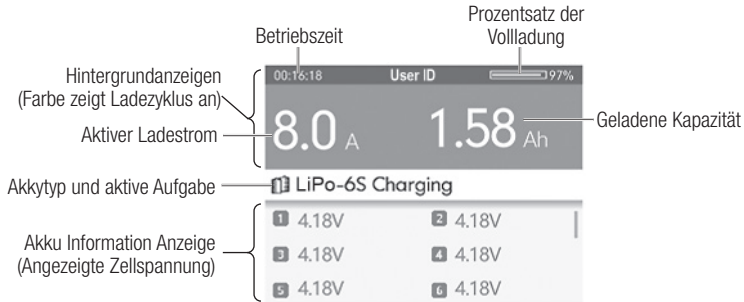 Prozentsatz der
Vollladung
Betriebszeit
Hintergrundanzeigen
(Farbe zeigt Ladezyklus an)
00:16:18 User ID 97%
Aktiver Ladestrom
8.0 A 1.58 Ah
Geladene Kapazität
Akkytyp und aktive Aufgabe
LiPo-6S Charging
Akku Information Anzeige
(Angezeigte Zellspannung)
1 4.18V 2 4.18V
3 4.18V 4 4.18V
5 4.18V 6 4.18V